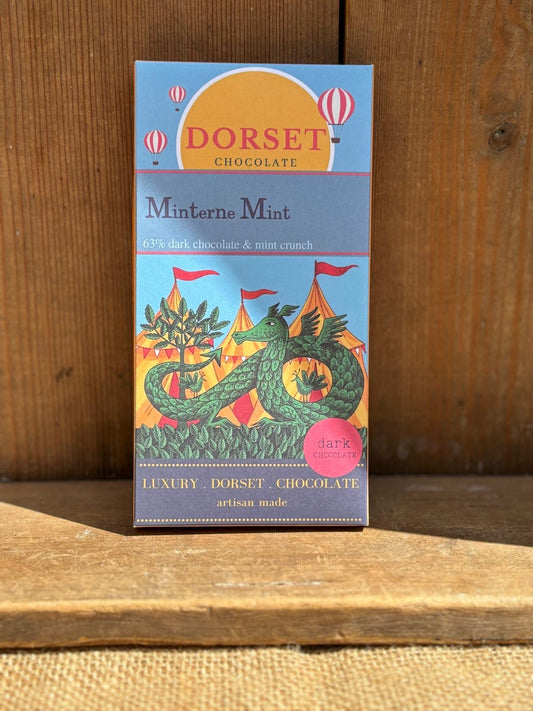 DORSET
CHOCOLATE
Minterne Mint
63% dark chocolate & mint crunch
dark
CHOCOLATE
LUXURY . DORSET . CHOCOLATE
artisan made